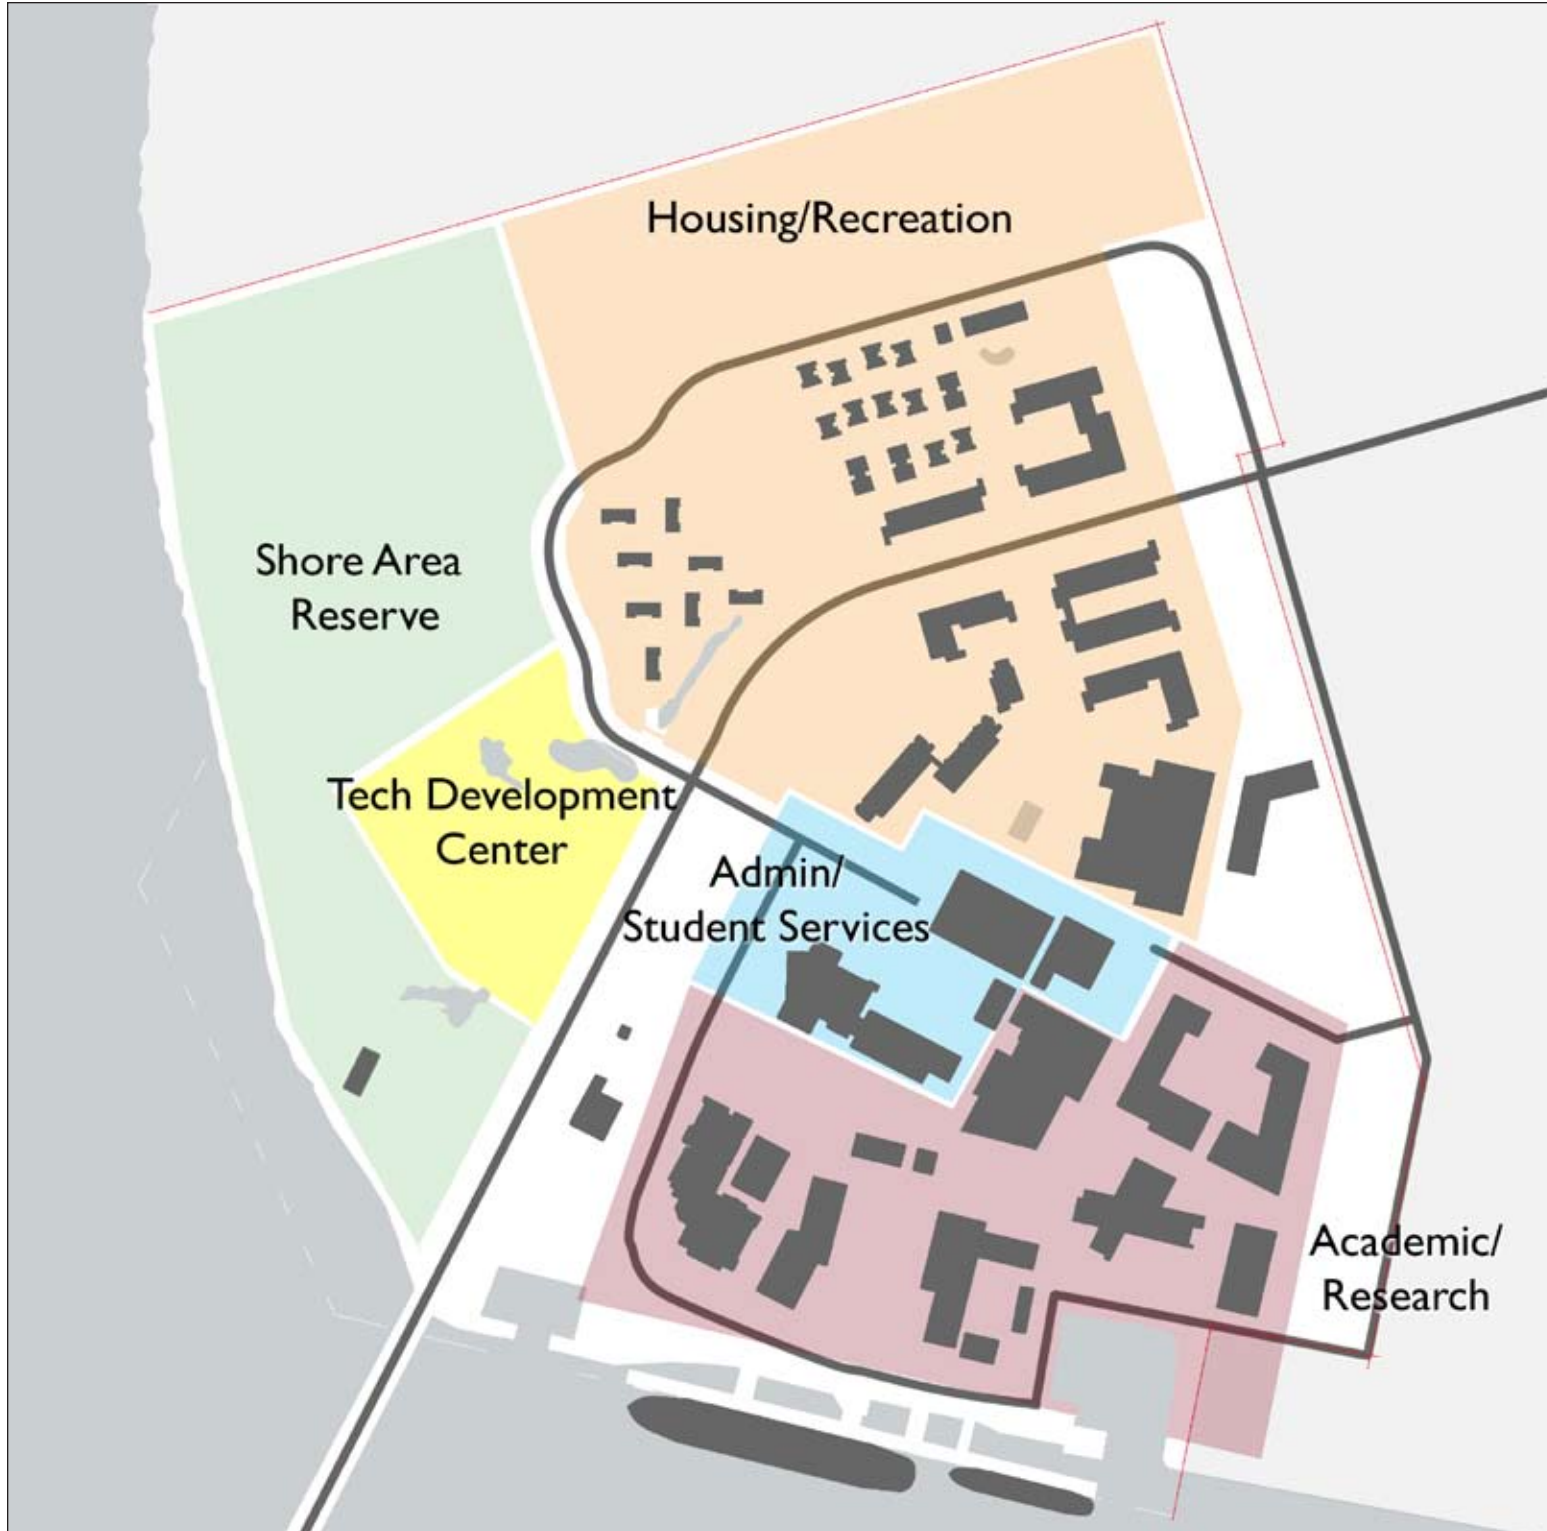 Housing/Recreation
Shore Area
Reserve
Tech Development
Center
Admin/
Student Services
Academic/
Research